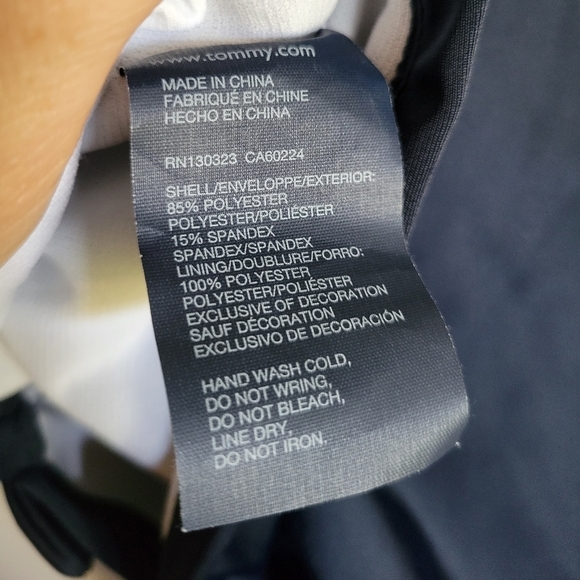 www.tommy.com
MADE IN CHINA
FABRIQUÉ EN CHINE
HECHO EN CHINA
RN130323 CA60224
SHELL/ENVELOPPE/EXTERIOR:
85% POLYESTER
POLYESTER/POLIÉSTER
15% SPANDEX
SPANDEX/SPANDEX
LINING/DOUBLURE/FORRO:
100% POLYESTER
POLYESTER/POLIÉSTER
EXCLUSIVE OF DECORATION
SAUF DÉCORATION
EXCLUSIVO DE DECORACIÓN
HAND WASH COLD,
DO NOT WRING,
DO NOT BLEACH,
LINE DRY,
DO NOT IRON.